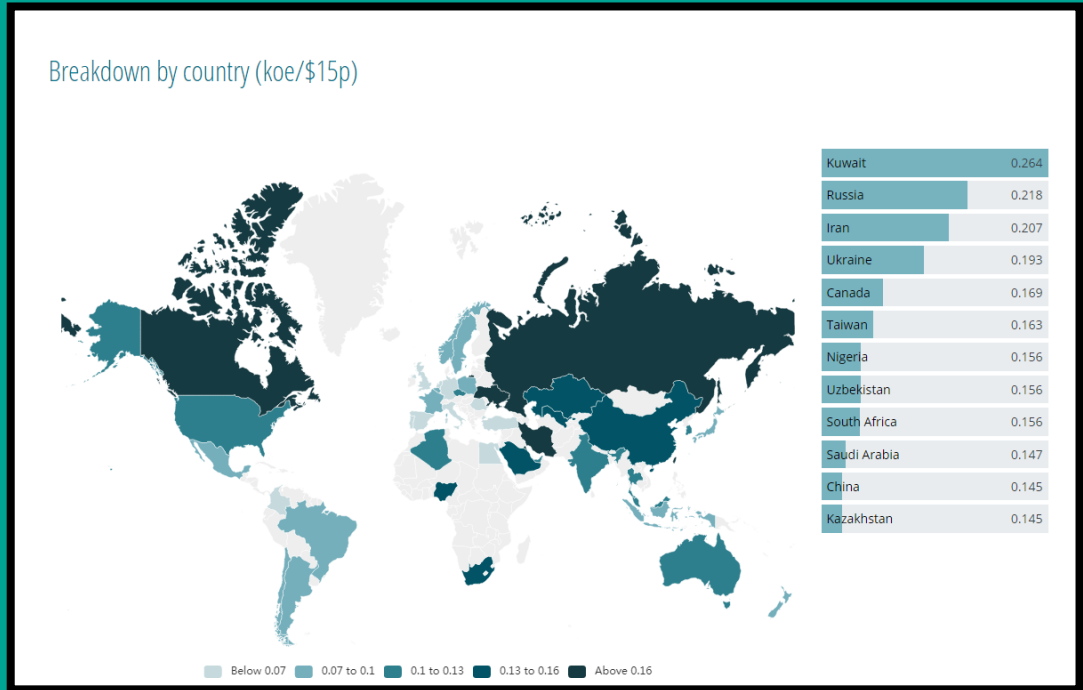 Breakdown by country (koe/$15p)
Kuwait 0.264
Russia 0.218
Iran 0.207
Ukraine 0.193
Canada 0.169
Taiwan 0.163
Nigeria 0.156
Uzbekistan 0.156
South Africa 0.156
Saudi Arabia 0.147
China 0.145
Kazakhstan 0.145
Below 0.07 0.07 to 0.1 0.1 to 0.13 0.13 to 0.16 Above 0.16